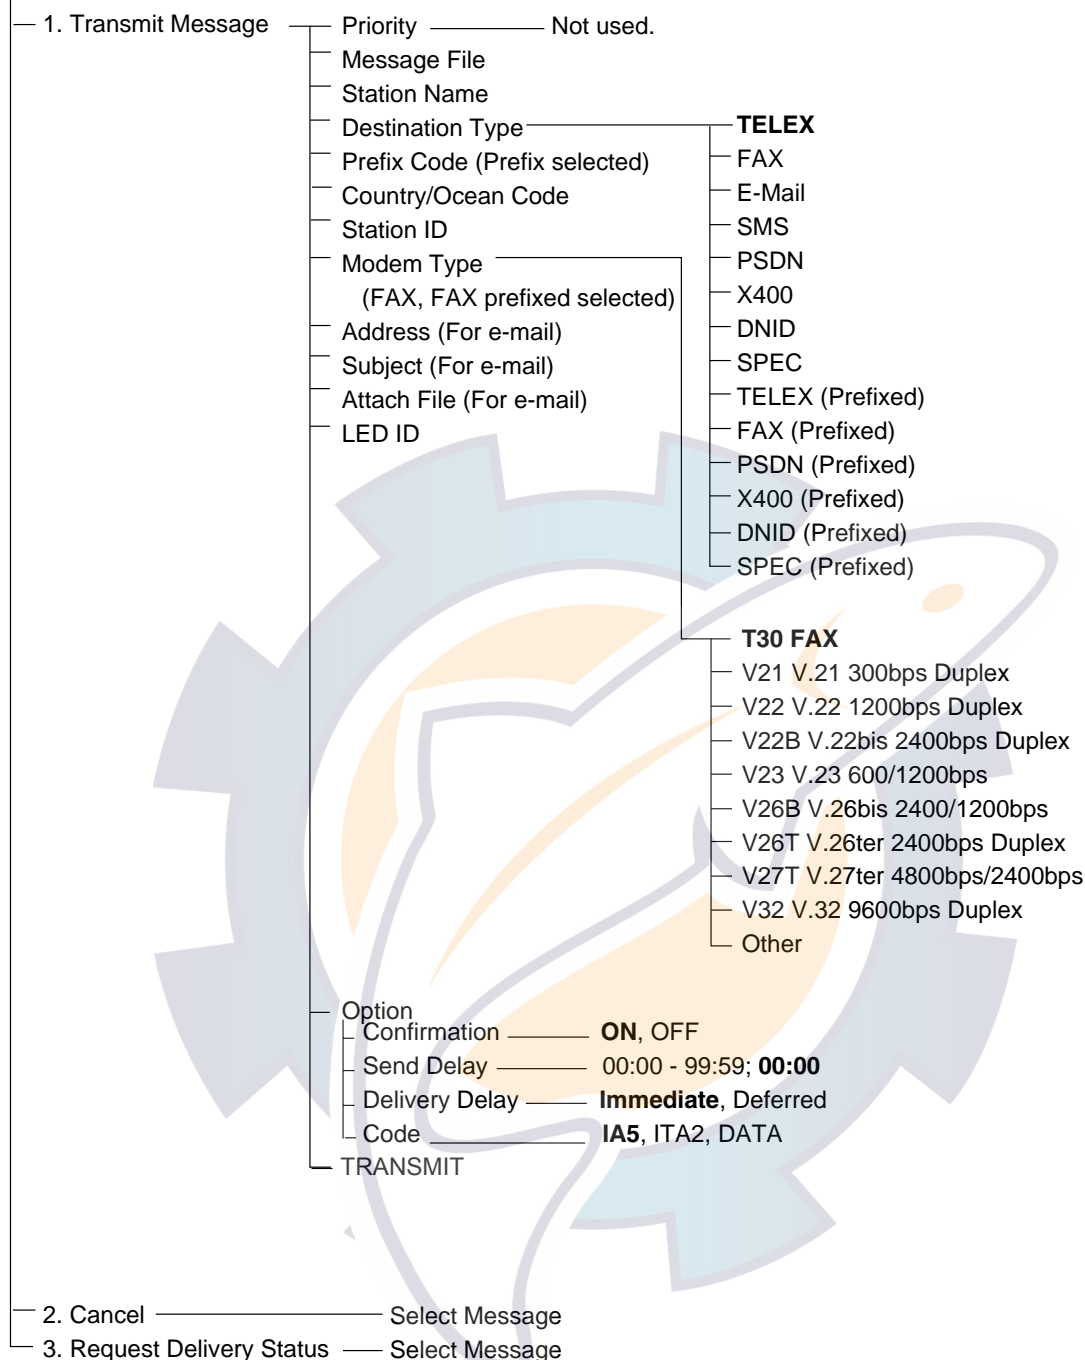 1. Transmit Message Priority Not used.
Message File
Station Name
Destination Type TELEX
FAX
E-Mail
SMS
PSDN
X400
DNID
SPEC
TELEX (Prefixed)
FAX (Prefixed)
PSDN (Prefixed)
X400 (Prefixed)
DNID (Prefixed)
SPEC (Prefixed)
Prefix Code (Prefix selected)
Country/Ocean Code
Station ID
Modem Type
(FAX, FAX prefixed selected)
T30 FAX
V21 V.21 300bps Duplex
V22 V.22 1200bps Duplex
V22B V.22bis 2400bps Duplex
V23 V.23 600/1200bps
V26B V.26bis 2400/1200bps
V26T V.26ter 2400bps Duplex
V27T V.27ter 4800bps/2400bps
V32 V.32 9600bps Duplex
Other
Address (For e-mail)
Subject (For e-mail)
Attach File (For e-mail)
LED ID
Option
Confirmation ON, OFF
Send Delay 00:00 - 99:59; 00:00
Delivery Delay Immediate, Deferred
Code IA5, ITA2, DATA
TRANSMIT
2. Cancel Select Message
3. Request Delivery Status Select Message